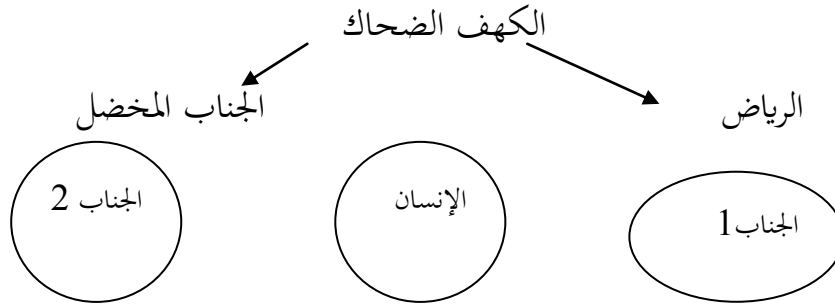 الكهف الضحاك
الرياض
الجناب المخضل
الجناب1
الإنسان
الجناب 2